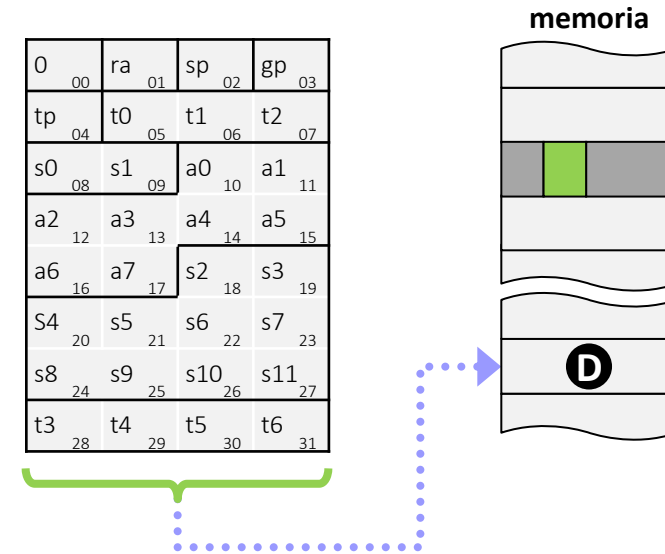 memoria
0 00 ra 01 sp 02 gp 03
tp 04 t0 05 t1 06 t2 07
s0 08 s1 09 a0 10 a1 11
a2 12 a3 13 a4 14 a5 15
a6 16 a7 17 s2 18 s3 19
S4 20 s5 21 s6 22 s7 23
s8 24 s9 25 s10 26 s11 27
D
t3 28 t4 29 t5 30 t6 31